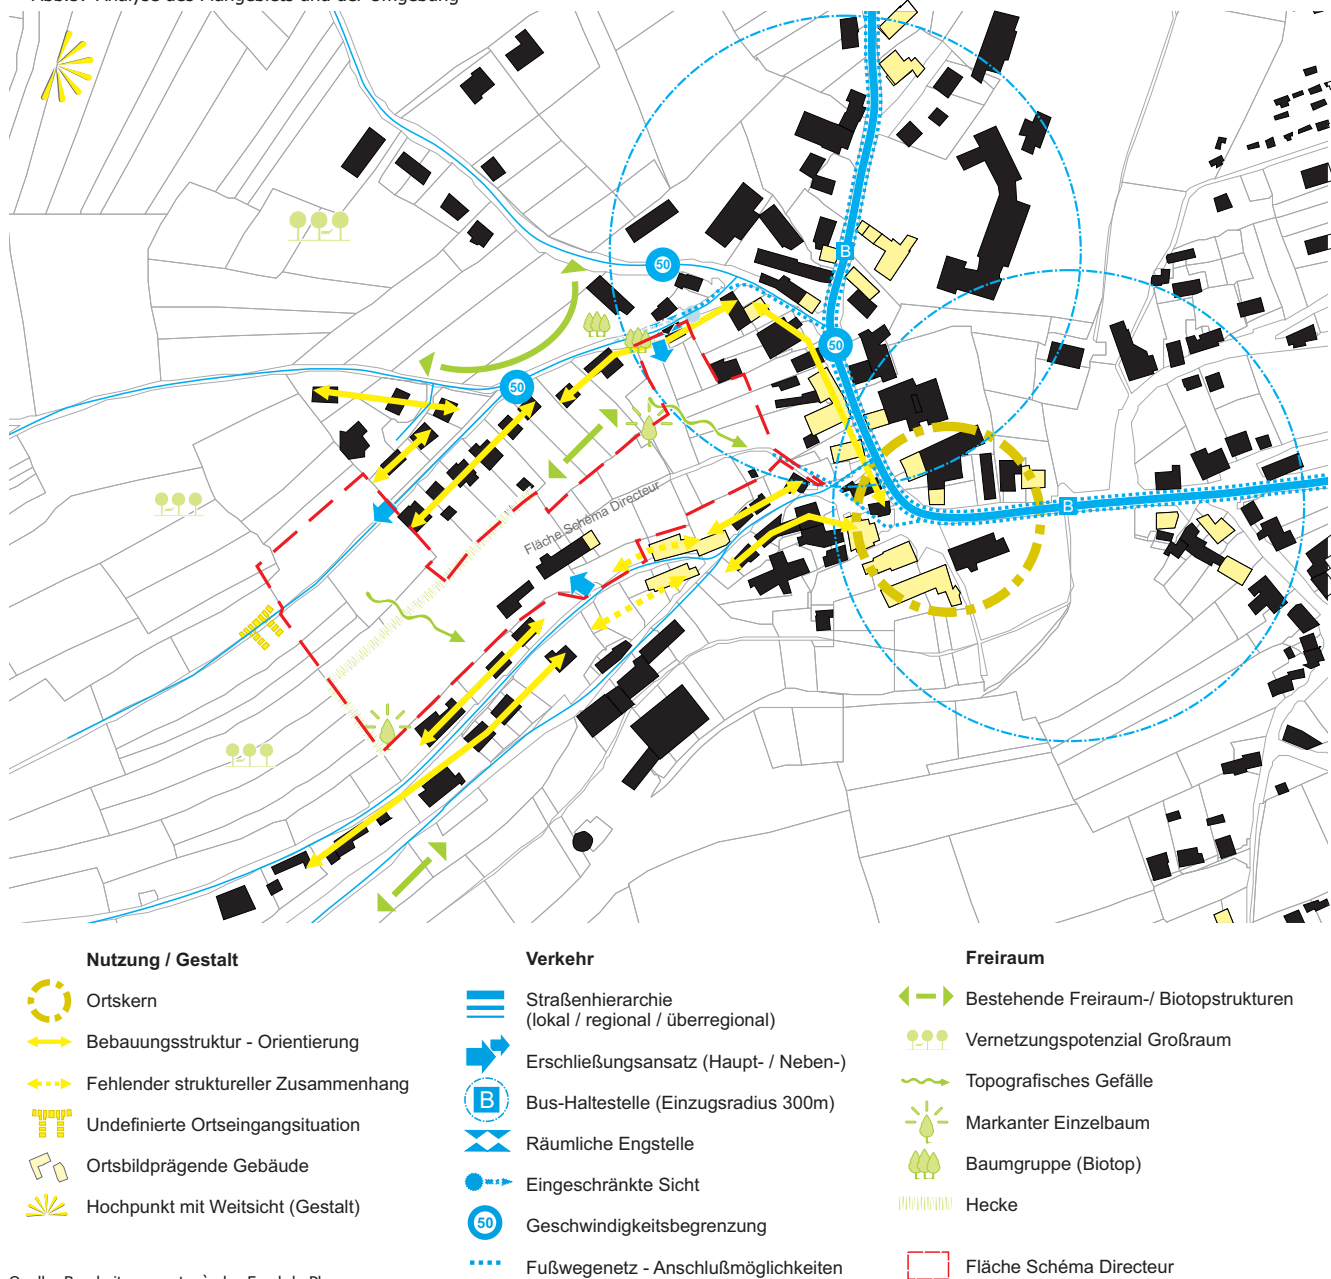 50
B
50
50
Fläche Schéma Directeur
B
Nutzung / Gestalt
Ortskern
Bebauungsstruktur - Orientierung
Fehlender struktureller Zusammenhang
Undefinierte Ortseingangsituation
Ortsbildprägende Gebäude
Hochpunkt mit Weitsicht (Gestalt)
Verkehr
Straßenhierarchie
(lokal / regional / überregional)
Erschließungsansatz (Haupt- / Neben-)
B
Bus-Haltestelle (Einzugsradius 300m)
Räumliche Engstelle
Eingeschränkte Sicht
50
Geschwindigkeitsbegrenzung
Fußwegenetz - Anschlußmöglichkeiten
Freiraum
Bestehende Freiraum-/ Biotopstrukturen
Vernetzungspotenzial Großraum
Topografisches Gefälle
Markanter Einzelbaum
Baumgruppe (Biotop)
Hecke
Fläche Schéma Directeur